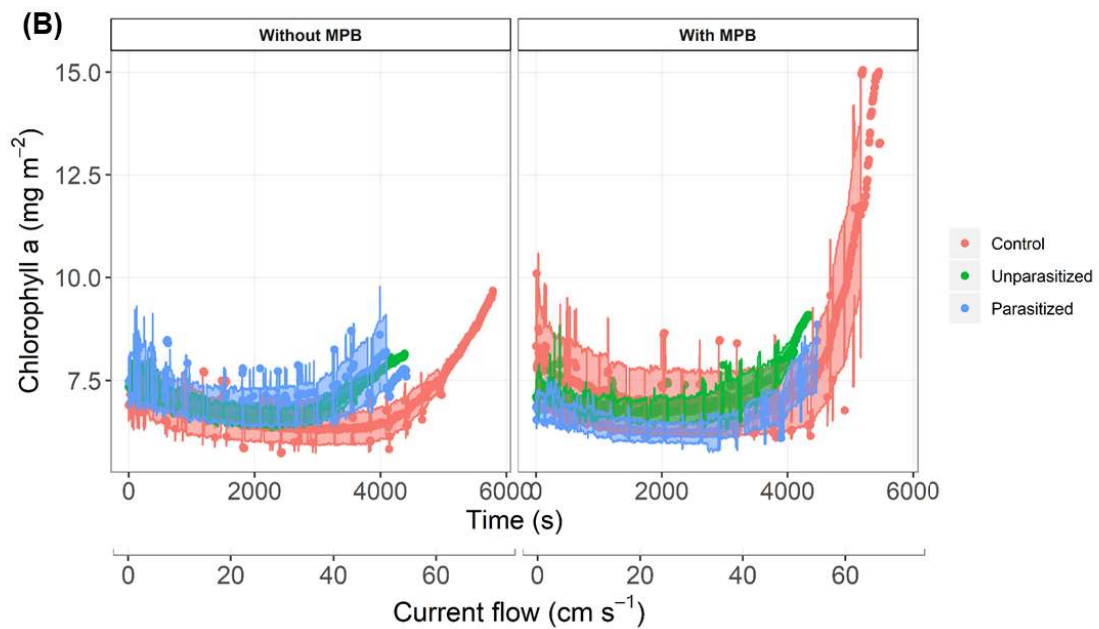 (B)
Without MPB
With MPB
15.0
12.5
10.0
7.5
Chlorophyll a (mg m⁻²)
0 2000 4000 6000
0 2000 4000 6000
Time (s)
0 20 40 60
0 20 40 60
Current flow (cm s⁻¹)
Control
Unparasitized
Parasitized